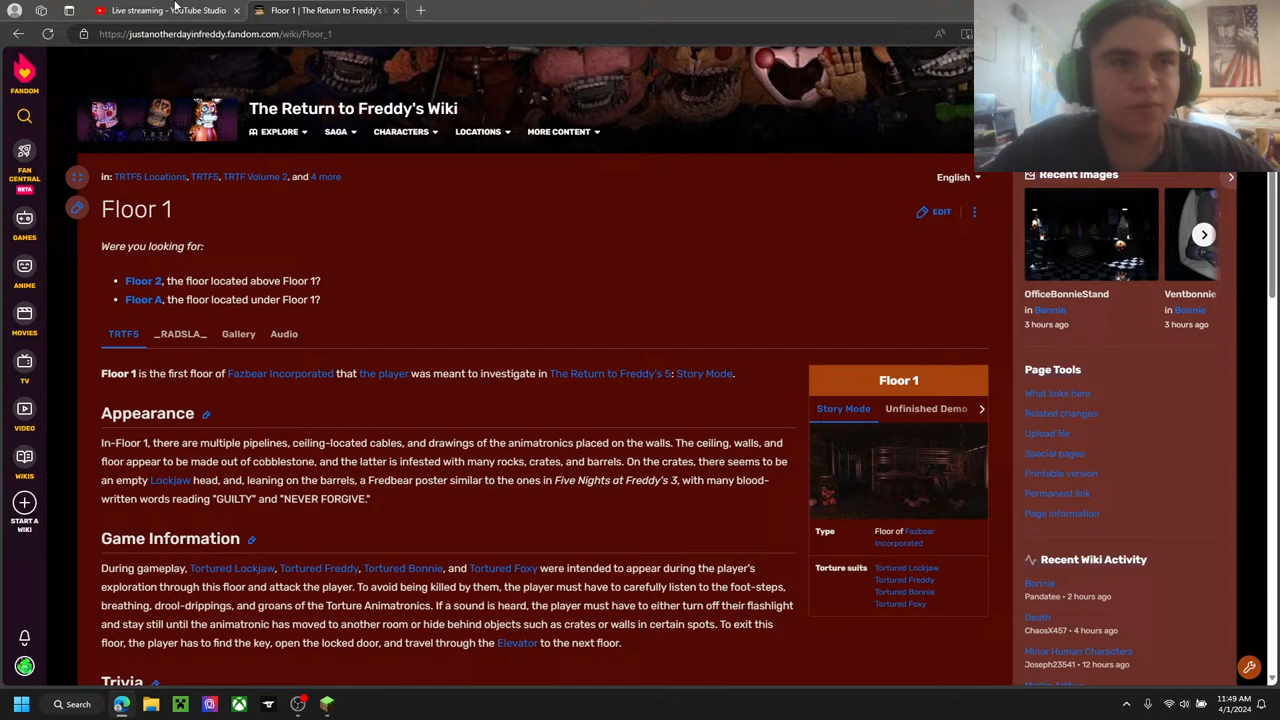 Live streaming - YouTube Studio
Floor 1 | The Return to Freddy's W
https://justanotherdayinfreddy.fandom.com/wiki/Floor_1
FANDOM
FAN CENTRAL
BETA
GAMES
ANIME
MOVIES
TV
VIDEO
WIKIS
START A WIKI
The Return to Freddy's Wiki
EXPLORE SAGA CHARACTERS LOCATIONS MORE CONTENT
in: TRTF5 Locations, TRTF5, TRTF Volume 2, and 4 more
English
Floor 1
EDIT
Were you looking for:
• Floor 2, the floor located above Floor 1?
• Floor A, the floor located under Floor 1?
TRTF5 _RADSLA_ Gallery Audio
Floor 1 is the first floor of Fazbear Incorporated that the player was meant to investigate in The Return to Freddy's 5: Story Mode.
Appearance
In-Floor 1, there are multiple pipelines, ceiling-located cables, and drawings of the animatronics placed on the walls. The ceiling, walls, and
floor appear to be made out of cobblestone, and the latter is infested with many rocks, crates, and barrels. On the crates, there seems to be
an empty Lockjaw head, and, leaning on the barrels, a Fredbear poster similar to the ones in Five Nights at Freddy's 3, with many blood-
written words reading "GUILTY" and "NEVER FORGIVE."
Game Information
During gameplay, Tortured Lockjaw, Tortured Freddy, Tortured Bonnie, and Tortured Foxy were intended to appear during the player's
exploration through this floor and attack the player. To avoid being killed by them, the player must have to carefully listen to the foot-steps,
breathing, drool-drippings, and groans of the Torture Animatronics. If a sound is heard, the player must have to either turn off their flashlight
and stay still until the animatronic has moved to another room or hide behind objects such as crates or walls in certain spots. To exit this
floor, the player has to find the key, open the locked door, and travel through the Elevator to the next floor.
Trivia
Floor 1
Story Mode Unfinished Demo
Type Floor of Fazbear
Incorporated
Torture suits Tortured Lockjaw
Tortured Freddy
Tortured Bonnie
Tortured Foxy
Recent Images
OfficeBonnieStand
in Bonnie
3 hours ago
Ventbonnie
in Bonnie
3 hours ago
Page Tools
What links here
Related changes
Upload file
Special pages
Printable version
Permanent link
Page information
Recent Wiki Activity
Bonnie
Pandatee • 2 hours ago
Death
ChaosX457 • 4 hours ago
Minor Human Characters
Joseph23541 • 12 hours ago
Search
11:49 AM
4/1/2024